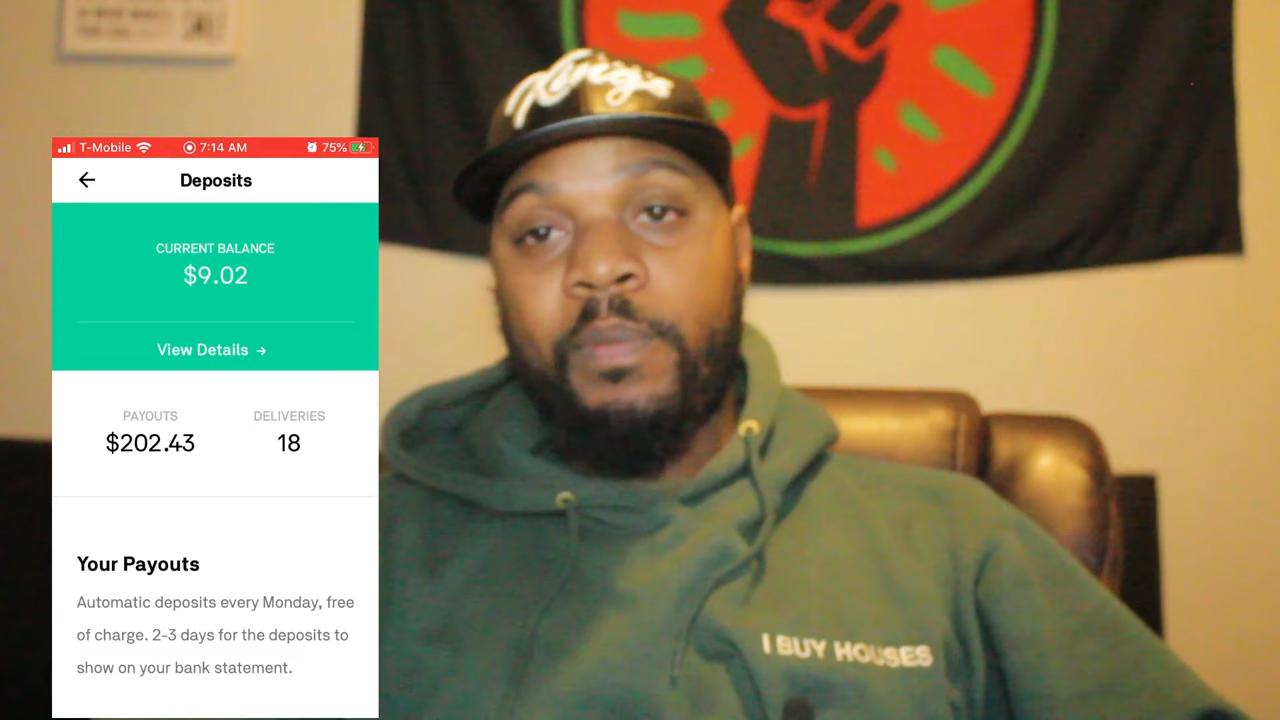 T-Mobile 7:14 AM 75%
Deposits
CURRENT BALANCE
$9.02
View Details →
PAYOUTS DELIVERIES
$202.43 18
Your Payouts
Automatic deposits every Monday, free
of charge. 2-3 days for the deposits to
show on your bank statement.
Kings
I BUY HOUSES